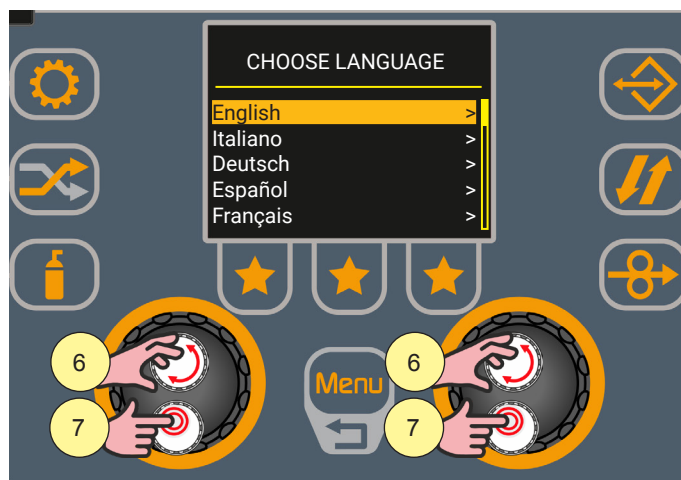 CHOOSE LANGUAGE
English >
Italiano >
Deutsch >
Español >
Français >
6
6
Menu
7
7